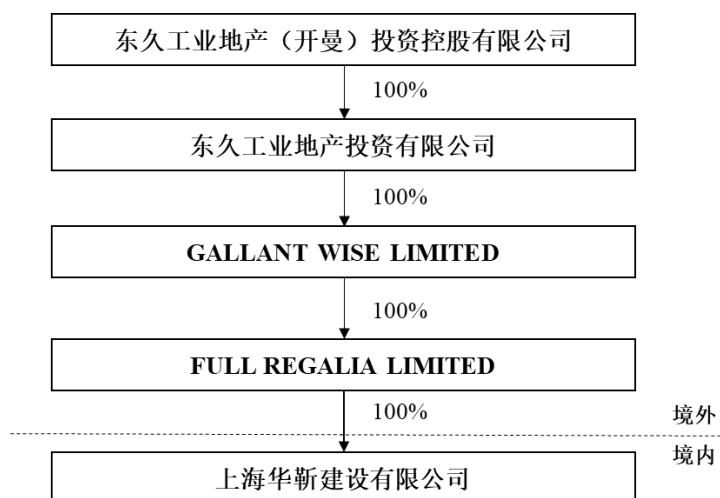 东久工业地产（开曼）投资控股有限公司
100%
东久工业地产投资有限公司
100%
GALLANT WISE LIMITED
100%
FULL REGALIA LIMITED
100%
境外
境内
上海华靳建设有限公司